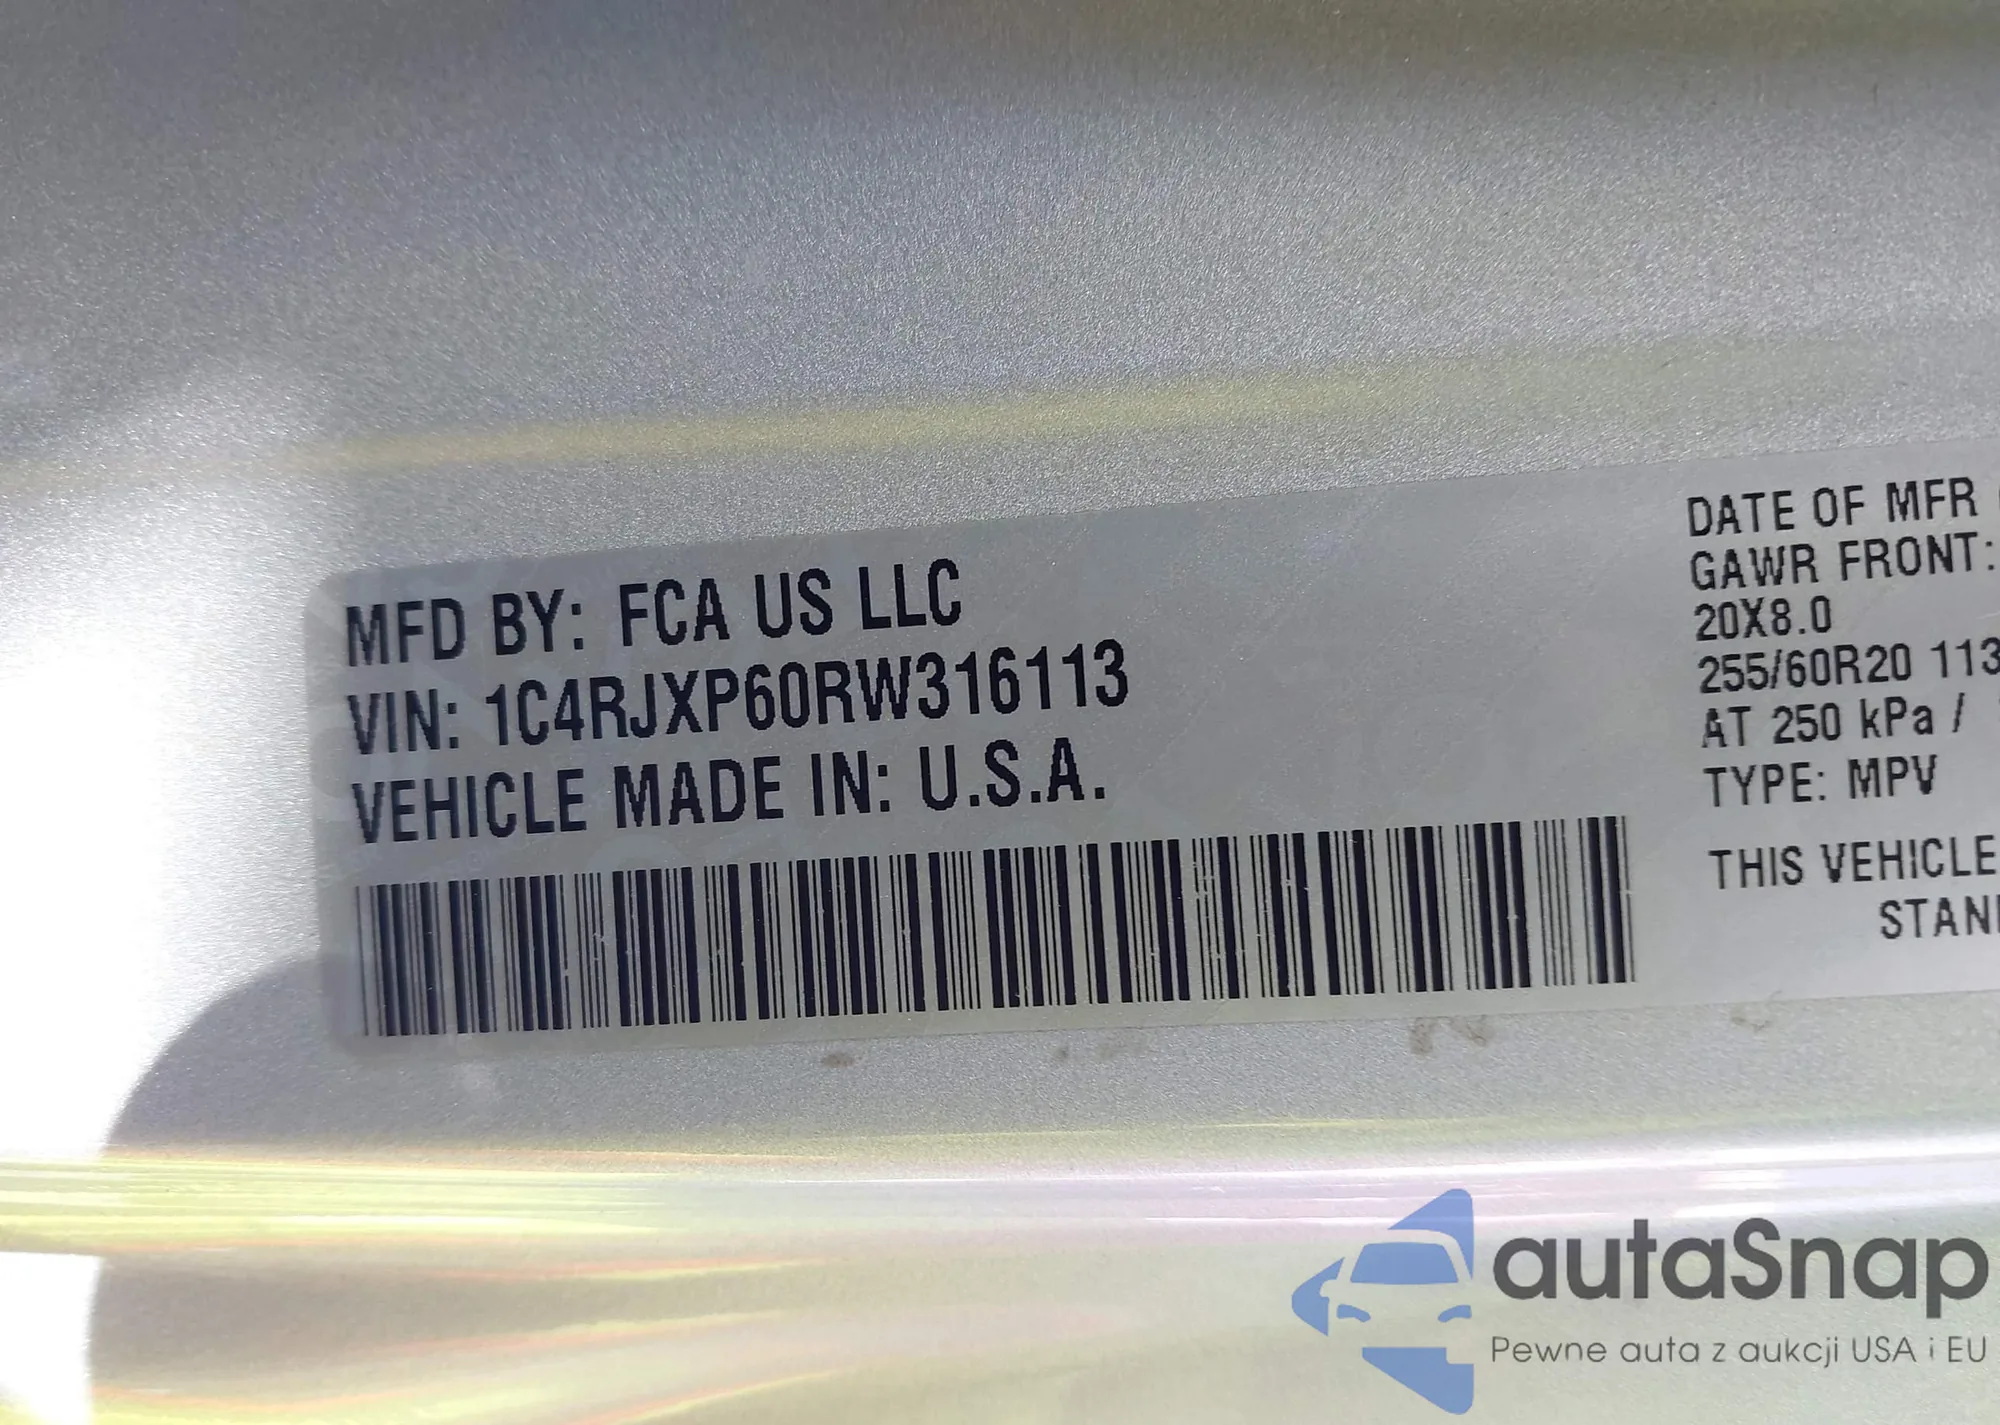 MFD BY: FCA US LLC
VIN: 1C4RJXP60RW316113
VEHICLE MADE IN: U.S.A.
DATE OF MFR
GAWR FRONT:
20X8.0
255/60R20 113
AT 250 kPa /
TYPE: MPV
THIS VEHICLE
autaSnap
Pewne auta z aukcji USA i EU